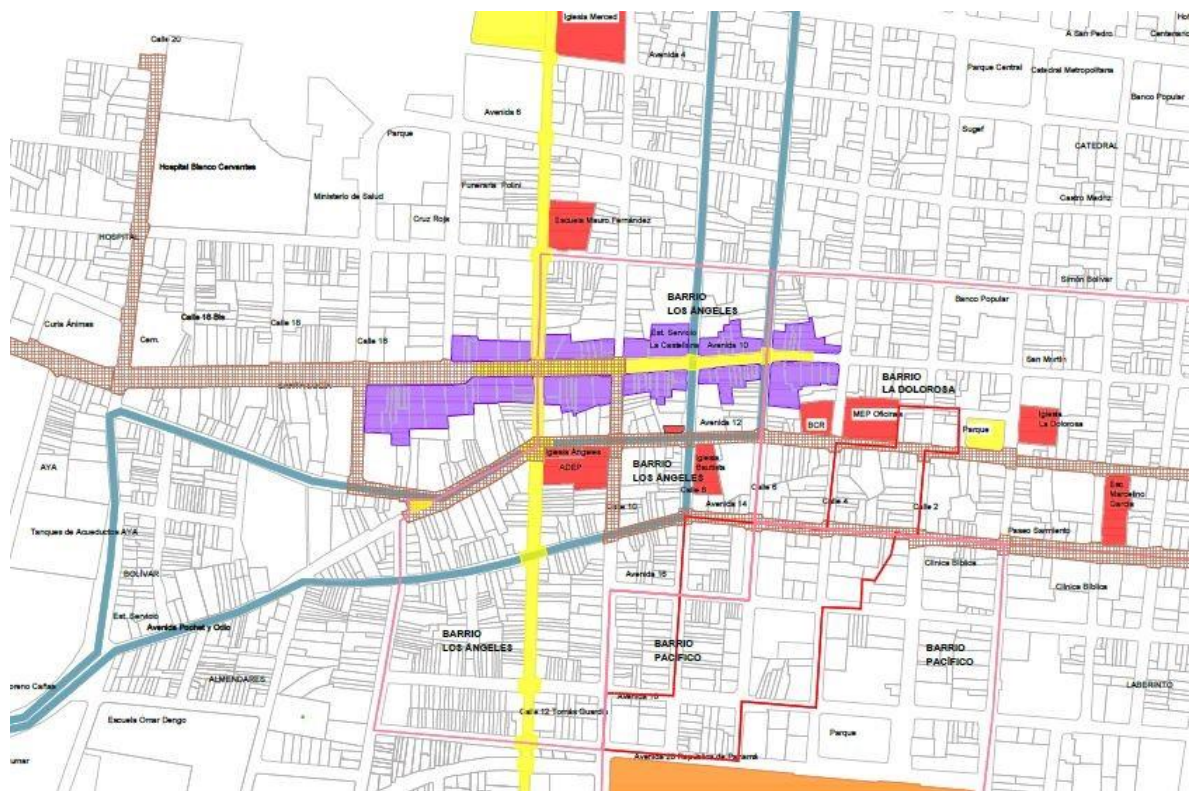 Iglesia Merced
Calle 20
Avenida 4
A San Pedro
Centenario
Parque Central
Catedral Metropolitana
Banco Popular
Avenida 6
Parque
Sugef
CATEDRAL
Hospital Blanco Cervantes
Ministerio de Salud
Funeraria Polini
Cruz Roja
Escuela Mauro Fernández
Castro Madriz
HOSPITAL
Simón Bolívar
BARRIO
LOS ÁNGELES
Banco Popular
Curia Ánimas
Cem.
Calle 18 Bis
Calle 18
Calle 16
Est. Servicio
La Castellana
Avenida 10
San Martín
SANTA LUCÍA
BARRIO
LA DOLOROSA
MEP Oficinas
BCR
Avenida 12
Parque
Iglesia
La Dolorosa
Iglesia Ángeles
ADEP
BARRIO
LOS ÁNGELES
Iglesia
Bautista
Calle 8
Calle 6
AYA
Calle 10
Avenida 14
Calle 4
Calle 2
Esc.
Marcelino
García
Tanques de Acueductos AYA
Paseo Sarmiento
BOLÍVAR
Avenida 16
Clínica Bíblica
Clínica Bíblica
Est. Servicio
Avenida Pochet y Odio
BARRIO
LOS ÁNGELES
BARRIO
PACÍFICO
BARRIO
PACÍFICO
ALMENDARES
LABERINTO
oreno Cañas
Escuela Omar Dengo
Calle 12 Tomás Guardia
Parque
Avenida 20 República de Panamá
umar